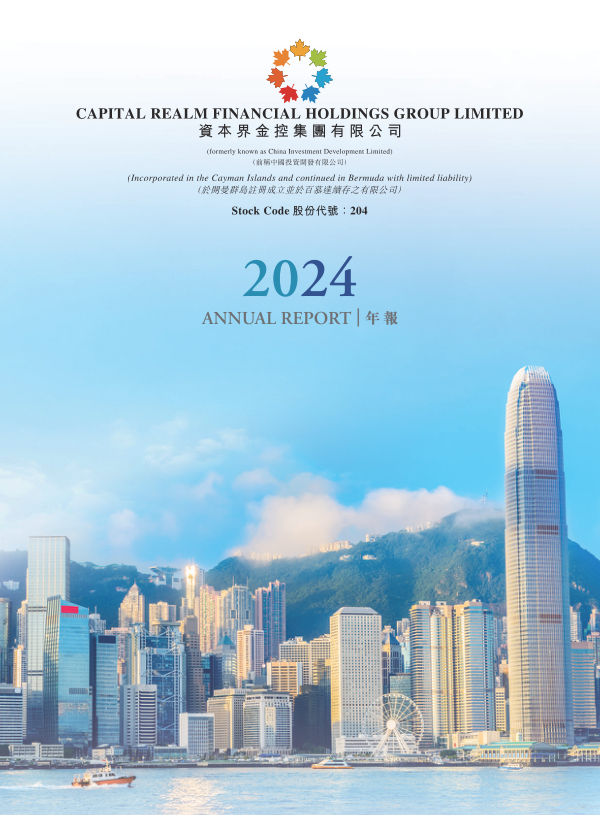 CAPITAL REALM FINANCIAL HOLDINGS GROUP LIMITED
資本界金控集團有限公司
(formerly known as China Investment Development Limited)
（前稱中國投資開發有限公司）
(Incorporated in the Cayman Islands and continued in Bermuda with limited liability)
（於開曼群島註冊成立並於百慕達續存之有限公司）
Stock Code 股份代號：204
2024
ANNUAL REPORT | 年報